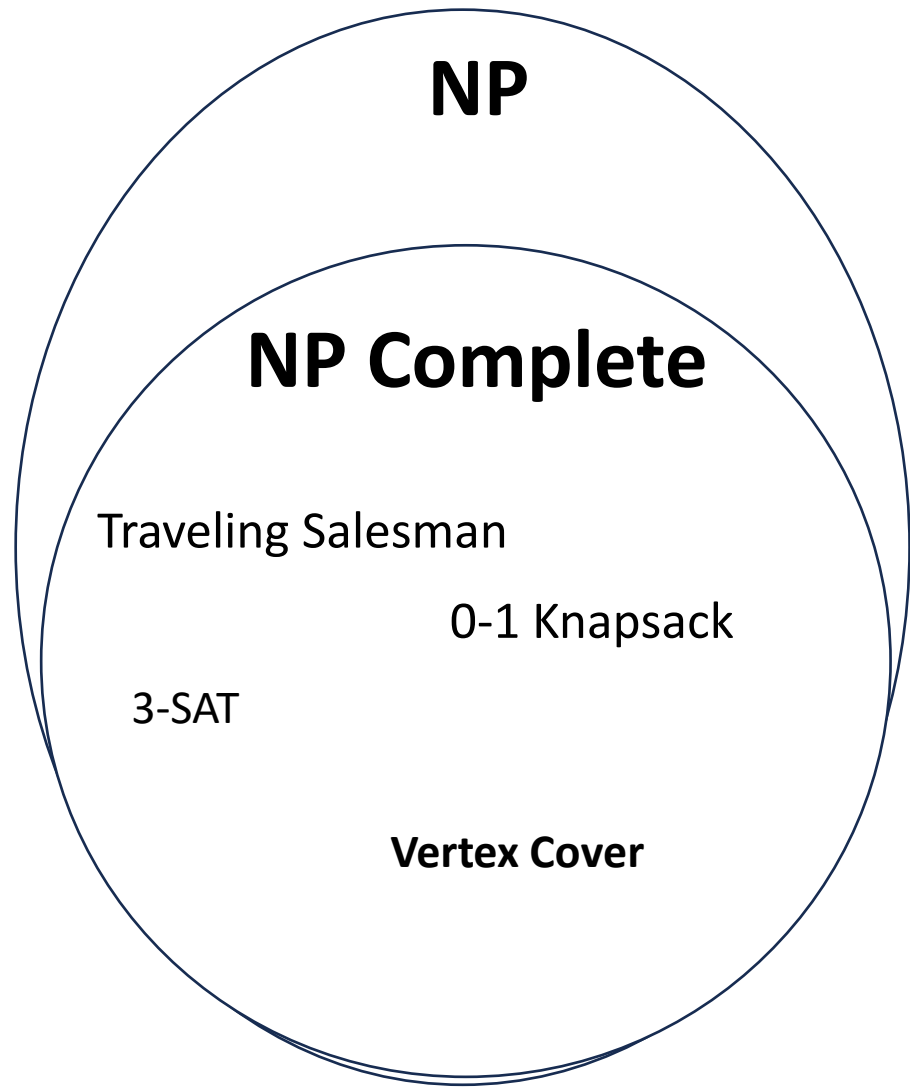 NP
NP Complete
Traveling Salesman
0-1 Knapsack
3-SAT
Vertex Cover